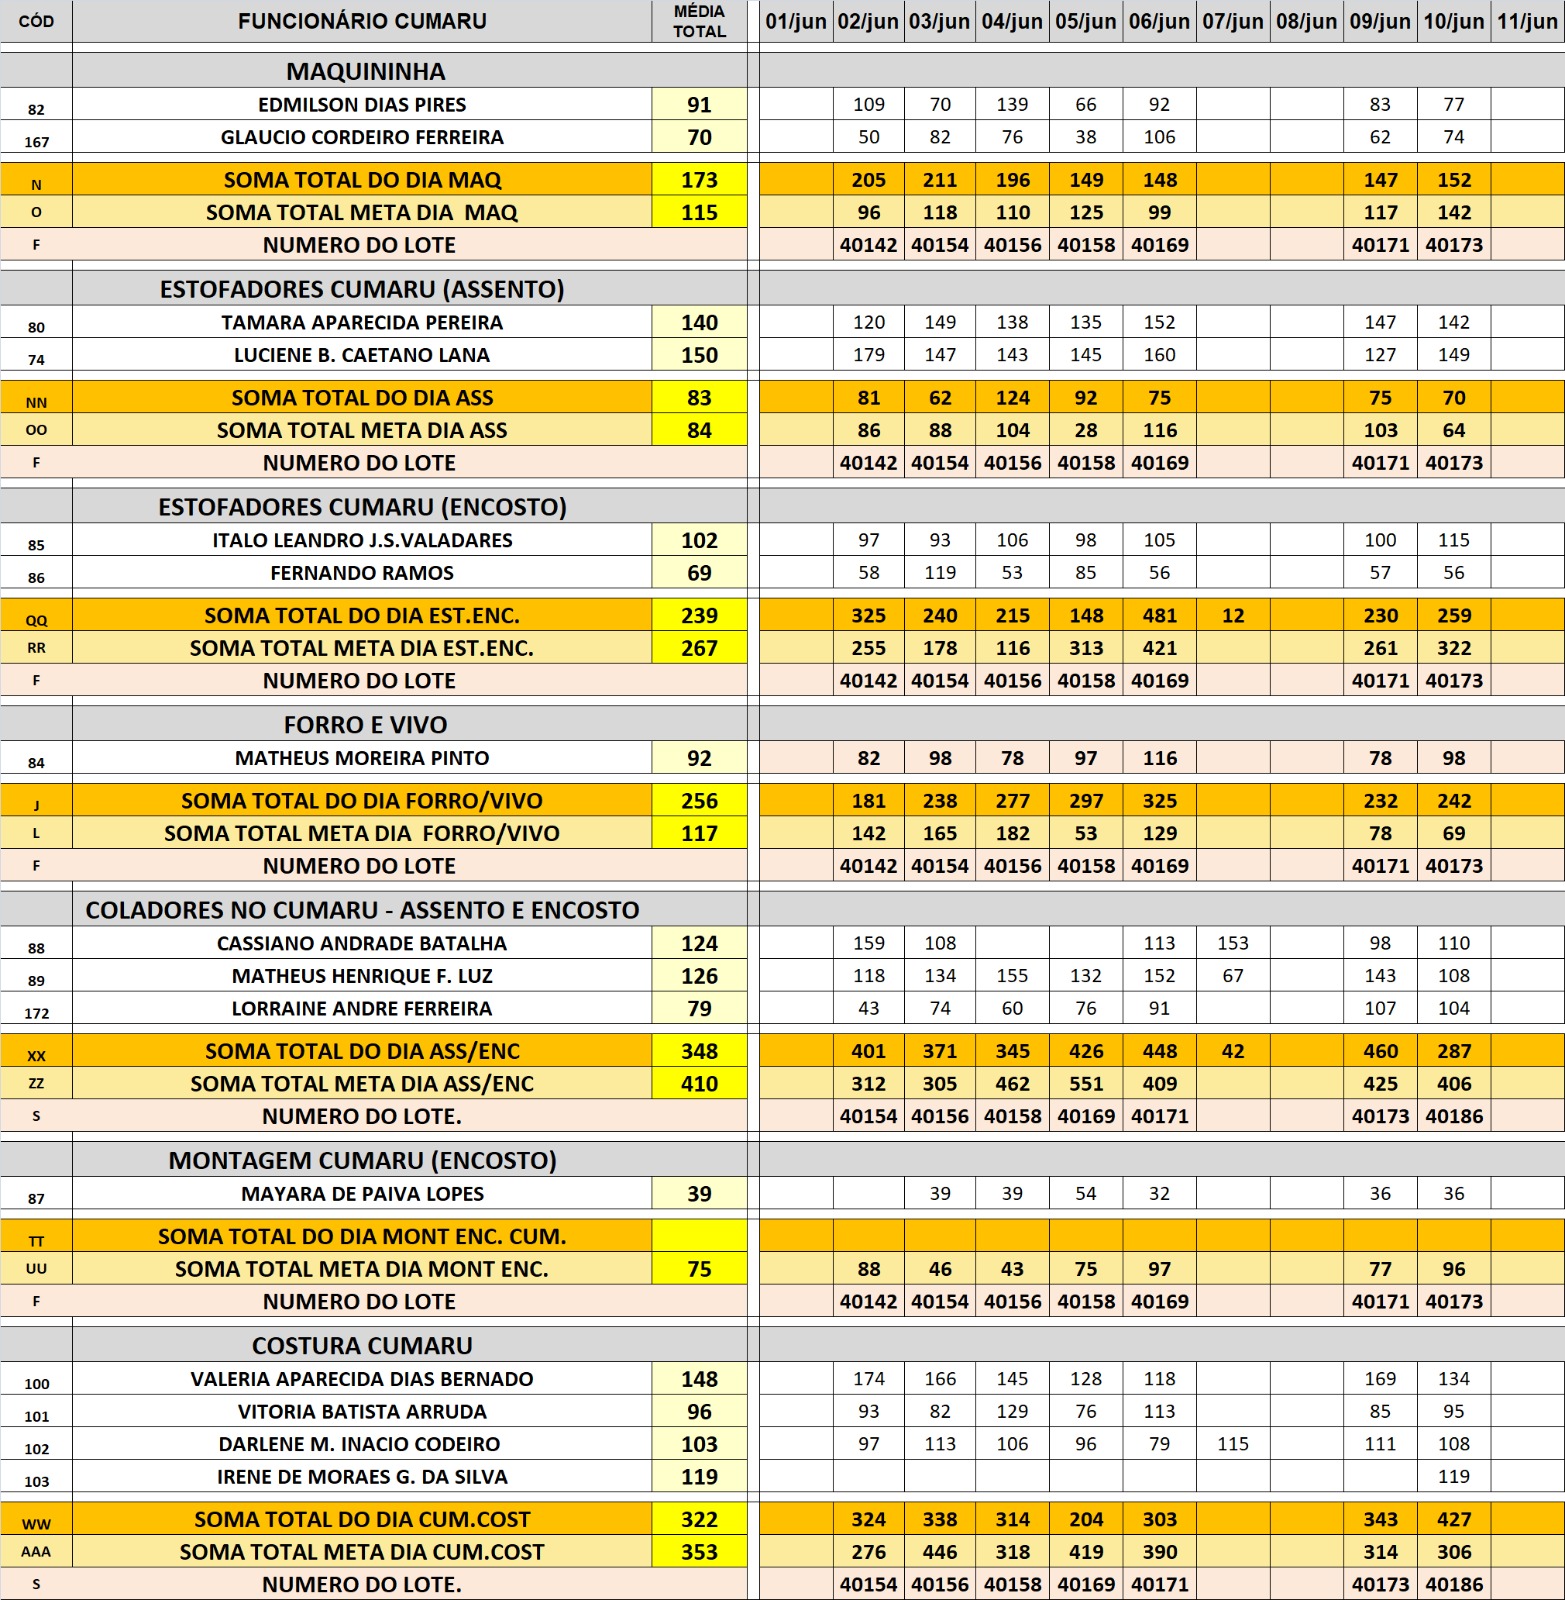 CÓD FUNCIONÁRIO CUMARU MÉDIA TOTAL 01/jun 02/jun 03/jun 04/jun 05/jun 06/jun 07/jun 08/jun 09/jun 10/jun 11/jun
MAQUININHA
82 EDMILSON DIAS PIRES 91 109 70 139 66 92 83 77
167 GLAUCIO CORDEIRO FERREIRA 70 50 82 76 38 106 62 74
N SOMA TOTAL DO DIA MAQ 173 205 211 196 149 148 147 152
O SOMA TOTAL META DIA MAQ 115 96 118 110 125 99 117 142
F NUMERO DO LOTE 40142 40154 40156 40158 40169 40171 40173
ESTOFADORES CUMARU (ASSENTO)
80 TAMARA APARECIDA PEREIRA 140 120 149 138 135 152 147 142
74 LUCIENE B. CAETANO LANA 150 179 147 143 145 160 127 149
NN SOMA TOTAL DO DIA ASS 83 81 62 124 92 75 75 70
OO SOMA TOTAL META DIA ASS 84 86 88 104 28 116 103 64
F NUMERO DO LOTE 40142 40154 40156 40158 40169 40171 40173
ESTOFADORES CUMARU (ENCOSTO)
85 ITALO LEANDRO J.S.VALADARES 102 97 93 106 98 105 100 115
86 FERNANDO RAMOS 69 58 119 53 85 56 57 56
QQ SOMA TOTAL DO DIA EST.ENC. 239 325 240 215 148 481 12 230 259
RR SOMA TOTAL META DIA EST.ENC. 267 255 178 116 313 421 261 322
F NUMERO DO LOTE 40142 40154 40156 40158 40169 40171 40173
FORRO E VIVO
84 MATHEUS MOREIRA PINTO 92 82 98 78 97 116 78 98
J SOMA TOTAL DO DIA FORRO/VIVO 256 181 238 277 297 325 232 242
L SOMA TOTAL META DIA FORRO/VIVO 117 142 165 182 53 129 78 69
F NUMERO DO LOTE 40142 40154 40156 40158 40169 40171 40173
COLADORES NO CUMARU - ASSENTO E ENCOSTO
88 CASSIANO ANDRADE BATALHA 124 159 108 113 153 98 110
89 MATHEUS HENRIQUE F. LUZ 126 118 134 155 132 152 67 143 108
172 LORRAINE ANDRE FERREIRA 79 43 74 60 76 91 107 104
XX SOMA TOTAL DO DIA ASS/ENC 348 401 371 345 426 448 42 460 287
ZZ SOMA TOTAL META DIA ASS/ENC 410 312 305 462 551 409 425 406
S NUMERO DO LOTE. 40154 40156 40158 40169 40171 40173 40186
MONTAGEM CUMARU (ENCOSTO)
87 MAYARA DE PAIVA LOPES 39 39 39 54 32 36 36
TT SOMA TOTAL DO DIA MONT ENC. CUM.
UU SOMA TOTAL META DIA MONT ENC. 75 88 46 43 75 97 77 96
F NUMERO DO LOTE 40142 40154 40156 40158 40169 40171 40173
COSTURA CUMARU
100 VALERIA APARECIDA DIAS BERNADO 148 174 166 145 128 118 169 134
101 VITORIA BATISTA ARRUDA 96 93 82 129 76 113 85 95
102 DARLENE M. INACIO CODEIRO 103 97 113 106 96 79 115 111 108
103 IRENE DE MORAES G. DA SILVA 119 119
WW SOMA TOTAL DO DIA CUM.COST 322 324 338 314 204 303 343 427
AAA SOMA TOTAL META DIA CUM.COST 353 276 446 318 419 390 314 306
S NUMERO DO LOTE. 40154 40156 40158 40169 40171 40173 40186